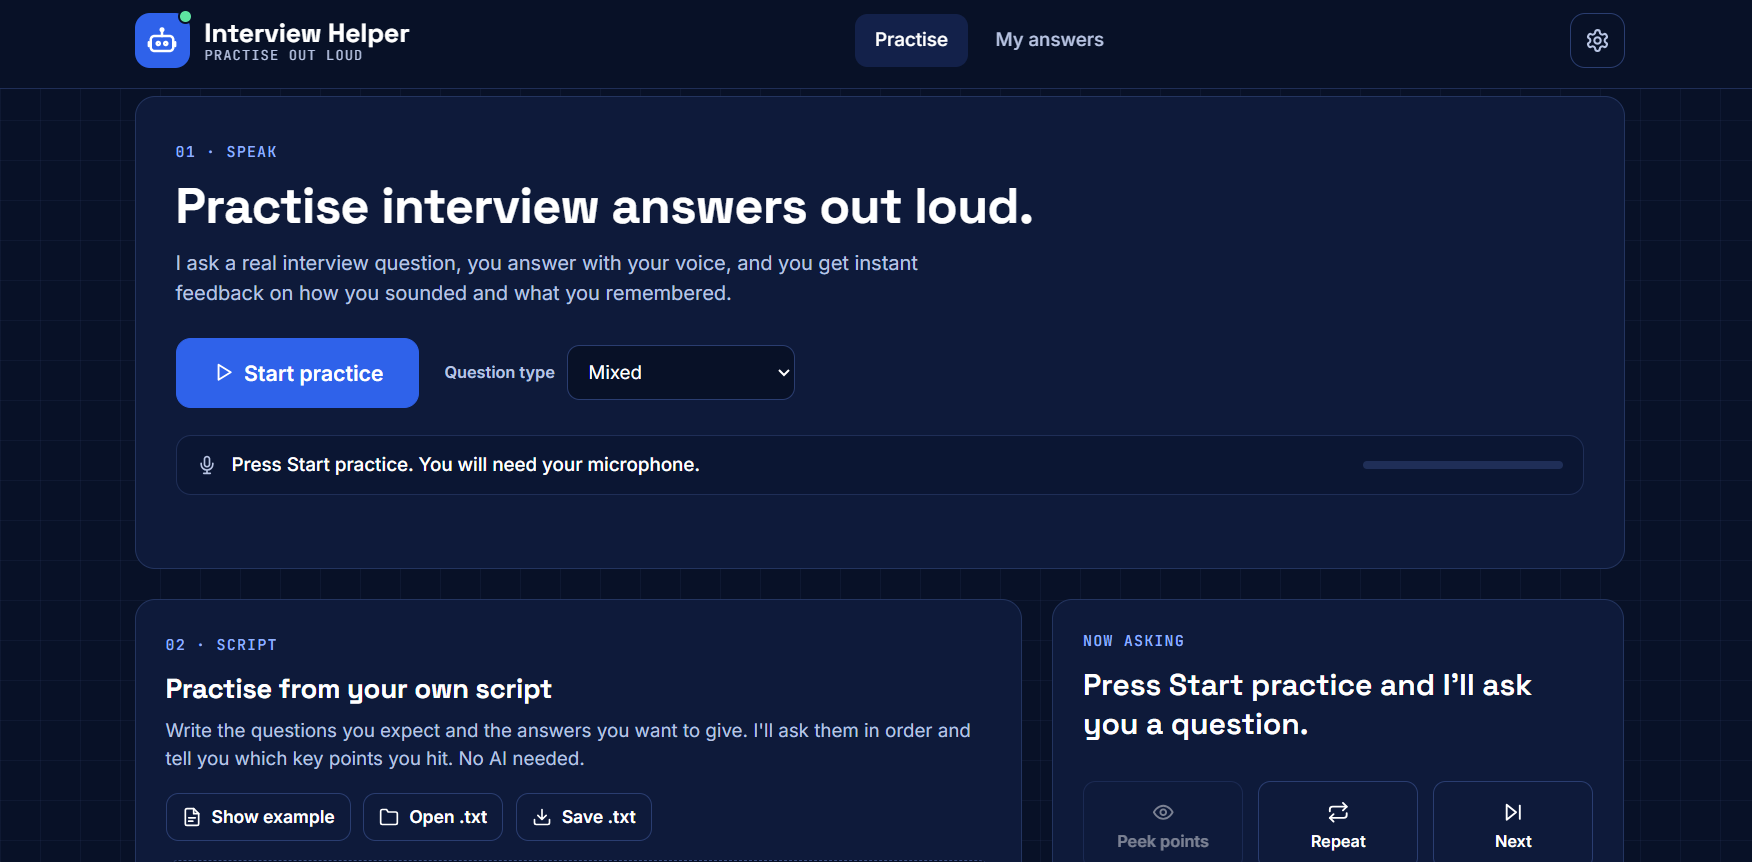 Interview Helper
PRACTISE OUT LOUD
Practise
My answers
01 · SPEAK
Practise interview answers out loud.
I ask a real interview question, you answer with your voice, and you get instant
feedback on how you sounded and what you remembered.
Start practice
Question type
Mixed
Press Start practice. You will need your microphone.
02 · SCRIPT
Practise from your own script
Write the questions you expect and the answers you want to give. I'll ask them in order and
tell you which key points you hit. No AI needed.
Show example
Open .txt
Save .txt
NOW ASKING
Press Start practice and I’ll ask
you a question.
Peek points
Repeat
Next